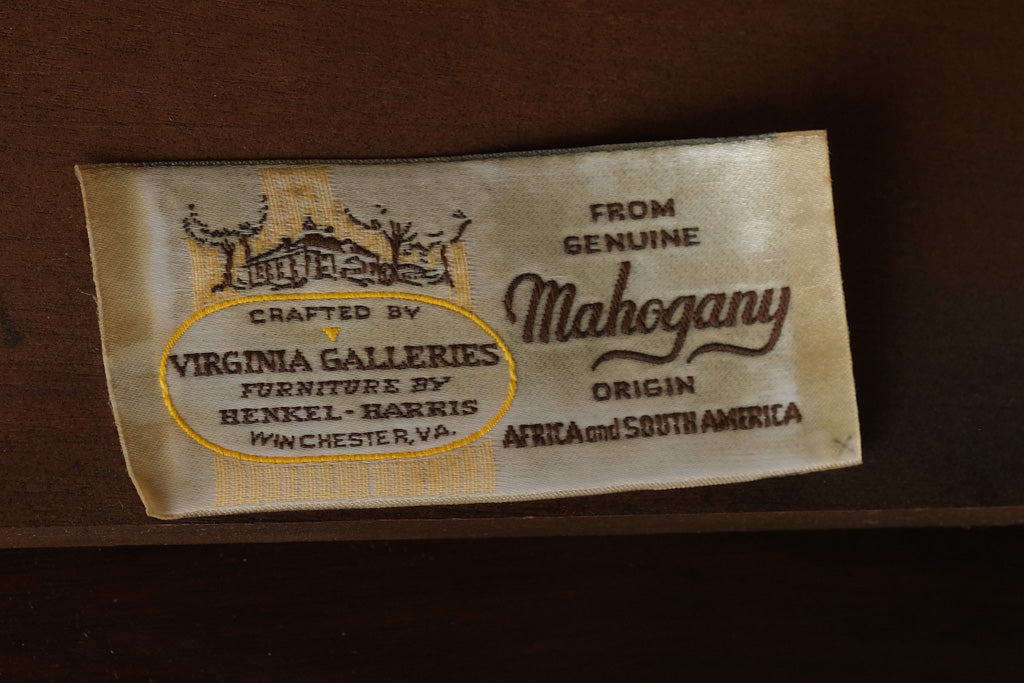 CRAFTED BY
VIRGINIA GALLERIES
FURNITURE BY
HENKEL-HARRIS
WINCHESTER, VA.
FROM
GENUINE
Mahogany
ORIGIN
AFRICA and SOUTH AMERICA